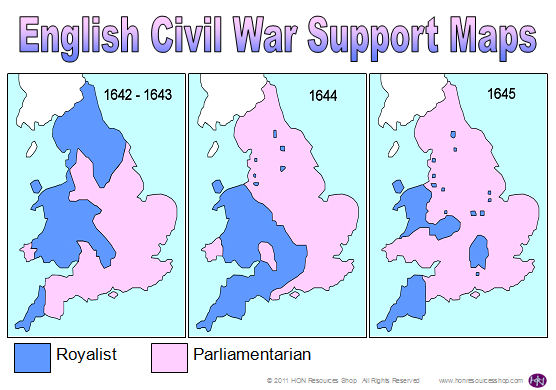 English Civil War Support Maps
1642 - 1643
1644
1645
Royalist
Parliamentarian
© 2011 HON Resources Shop All Rights Reserved
www.honresourcesshop.com
HON